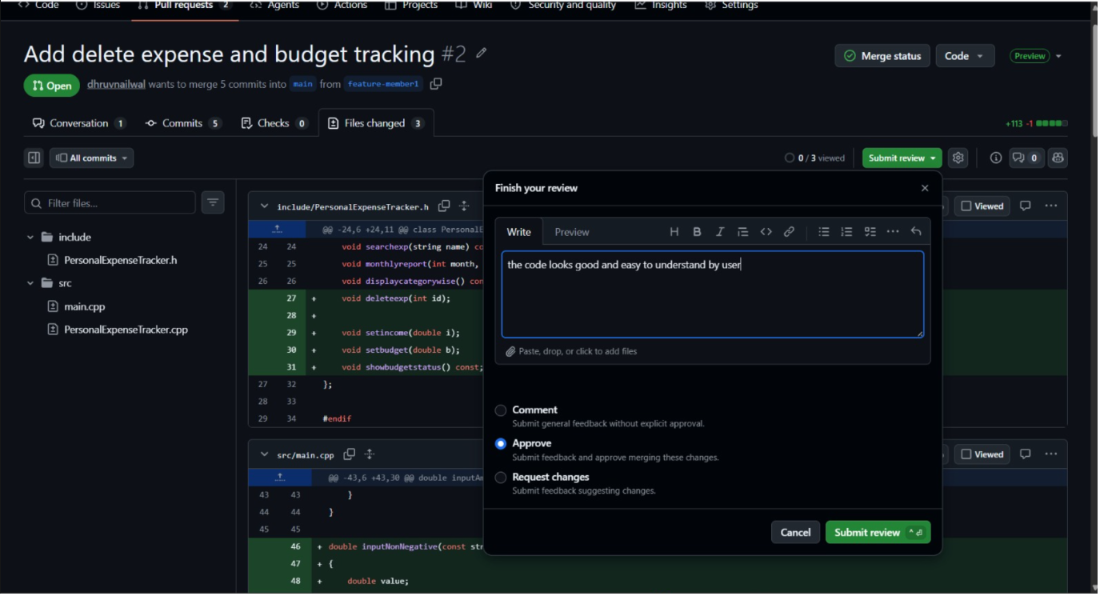 Code Issues Pull requests 2 Agents Actions Projects Wiki Security and quality Insights Settings
Add delete expense and budget tracking #2
Merge status Code Preview
Open dhruvnailwal wants to merge 5 commits into main from feature-member1
Conversation 1 Commits 5 Checks 0 Files changed 3
+113 -1
All commits
0 / 3 viewed Submit review 0
Filter files...
include
PersonalExpenseTracker.h
src
main.cpp
PersonalExpenseTracker.cpp
include/PersonalExpenseTracker.h
Viewed
@@ -24,6 +24,11 @@ class PersonalE
24 24 void searchexp(string name) co
25 25 void monthlyreport(int month,
26 26 void displaycategorywise() con
27 + void deleteexp(int id);
28 +
29 + void setincome(double i);
30 + void setbudget(double b);
31 + void showbudgetstatus() const;
27 32 };
28 33
29 34 #endif
src/main.cpp
Viewed
@@ -43,6 +43,30 @@ double inputAm
43 43 }
44 44 }
45 45
46 + double inputNonNegative(const str
47 + {
48 + double value;
Finish your review
Write Preview
the code looks good and easy to understand by user
Paste, drop, or click to add files
Comment
Submit general feedback without explicit approval.
Approve
Submit feedback and approve merging these changes.
Request changes
Submit feedback suggesting changes.
Cancel Submit review